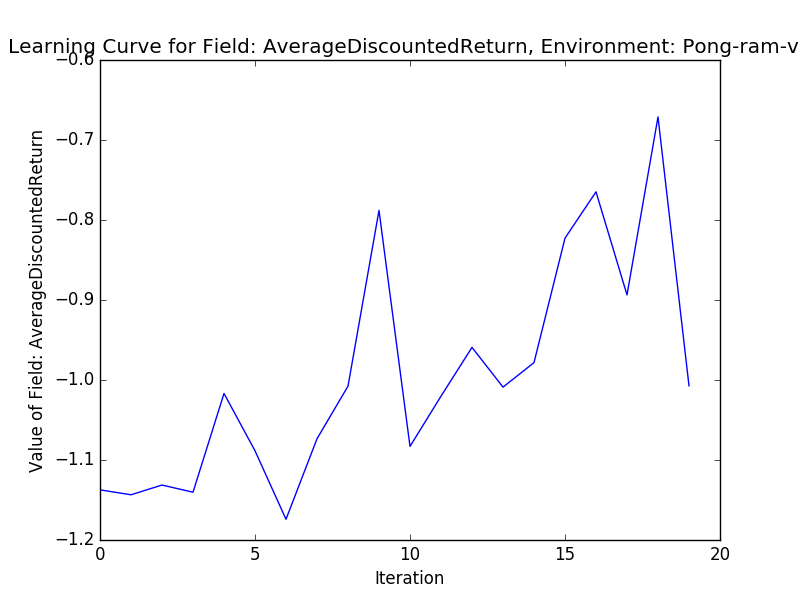 Learning Curve for Field: AverageDiscountedReturn, Environment: Pong-ram-v
−0.6
−0.7
−0.8
−0.9
−1.0
−1.1
−1.2
Value of Field: AverageDiscountedReturn
0 5 10 15 20
Iteration